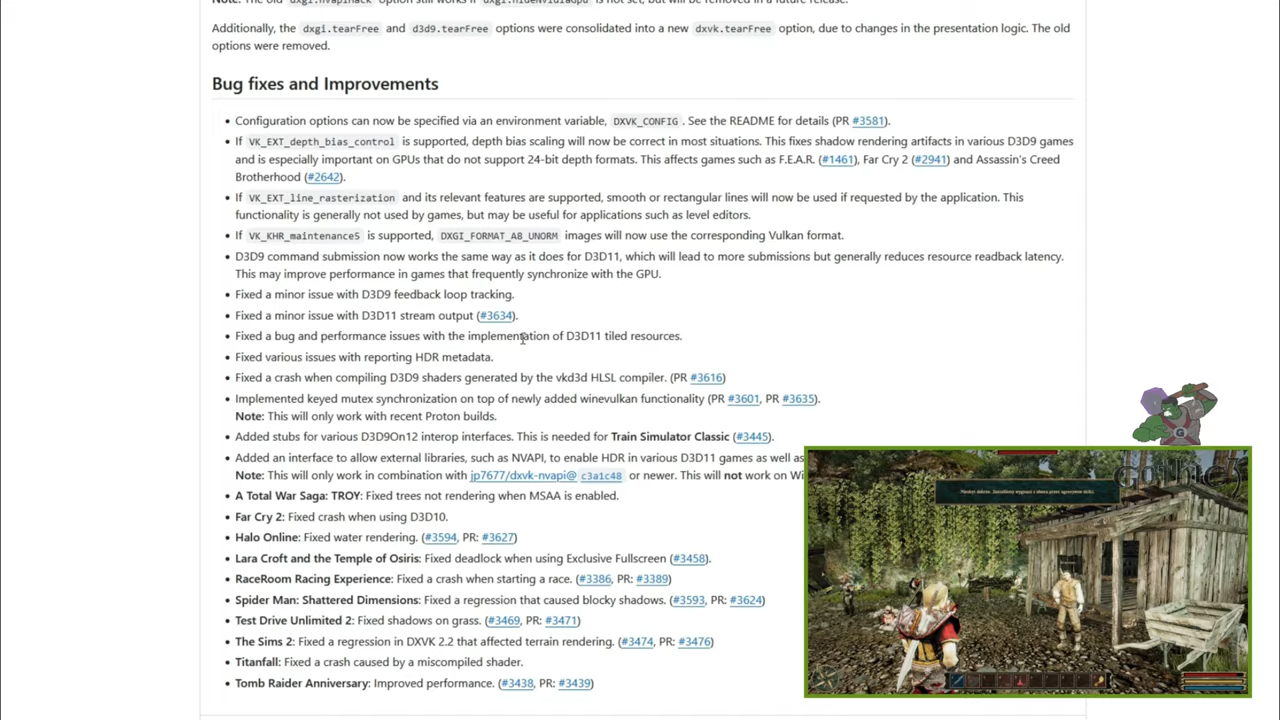 Note: The old dxgi.nvapiHack option still works if dxgi.hideNvidiaGpu is not set, but will be removed in a future release.
Additionally, the dxgi.tearFree and d3d9.tearFree options were consolidated into a new dxvk.tearFree option, due to changes in the presentation logic. The old
options were removed.
Bug fixes and Improvements
Configuration options can now be specified via an environment variable, DXVK_CONFIG . See the README for details (PR #3581).
If VK_EXT_depth_bias_control is supported, depth bias scaling will now be correct in most situations. This fixes shadow rendering artifacts in various D3D9 games
and is especially important on GPUs that do not support 24-bit depth formats. This affects games such as F.E.A.R. (#1461), Far Cry 2 (#2941) and Assassin's Creed
Brotherhood (#2642).
If VK_EXT_line_rasterization and its relevant features are supported, smooth or rectangular lines will now be used if requested by the application. This
functionality is generally not used by games, but may be useful for applications such as level editors.
If VK_KHR_maintenance5 is supported, DXGI_FORMAT_A8_UNORM images will now use the corresponding Vulkan format.
D3D9 command submission now works the same way as it does for D3D11, which will lead to more submissions but generally reduces resource readback latency.
This may improve performance in games that frequently synchronize with the GPU.
Fixed a minor issue with D3D9 feedback loop tracking.
Fixed a minor issue with D3D11 stream output (#3634).
Fixed a bug and performance issues with the implementation of D3D11 tiled resources.
Fixed various issues with reporting HDR metadata.
Fixed a crash when compiling D3D9 shaders generated by the vkd3d HLSL compiler. (PR #3616)
Implemented keyed mutex synchronization on top of newly added winevulkan functionality (PR #3601, PR #3635).
Note: This will only work with recent Proton builds.
Added stubs for various D3D9On12 interop interfaces. This is needed for Train Simulator Classic (#3445).
Added an interface to allow external libraries, such as NVAPI, to enable HDR in various D3D11 games as well as
Note: This will only work in combination with jp7677/dxvk-nvapi@ c3a1c48 or newer. This will not work on Wi
A Total War Saga: TROY: Fixed trees not rendering when MSAA is enabled.
Far Cry 2: Fixed crash when using D3D10.
Halo Online: Fixed water rendering. (#3594, PR: #3627)
Lara Croft and the Temple of Osiris: Fixed deadlock when using Exclusive Fullscreen (#3458).
RaceRoom Racing Experience: Fixed a crash when starting a race. (#3386, PR: #3389)
Spider Man: Shattered Dimensions: Fixed a regression that caused blocky shadows. (#3593, PR: #3624)
Test Drive Unlimited 2: Fixed shadows on grass. (#3469, PR: #3471)
The Sims 2: Fixed a regression in DXVK 2.2 that affected terrain rendering. (#3474, PR: #3476)
Titanfall: Fixed a crash caused by a miscompiled shader.
Tomb Raider Anniversary: Improved performance. (#3438, PR: #3439)
gothic3